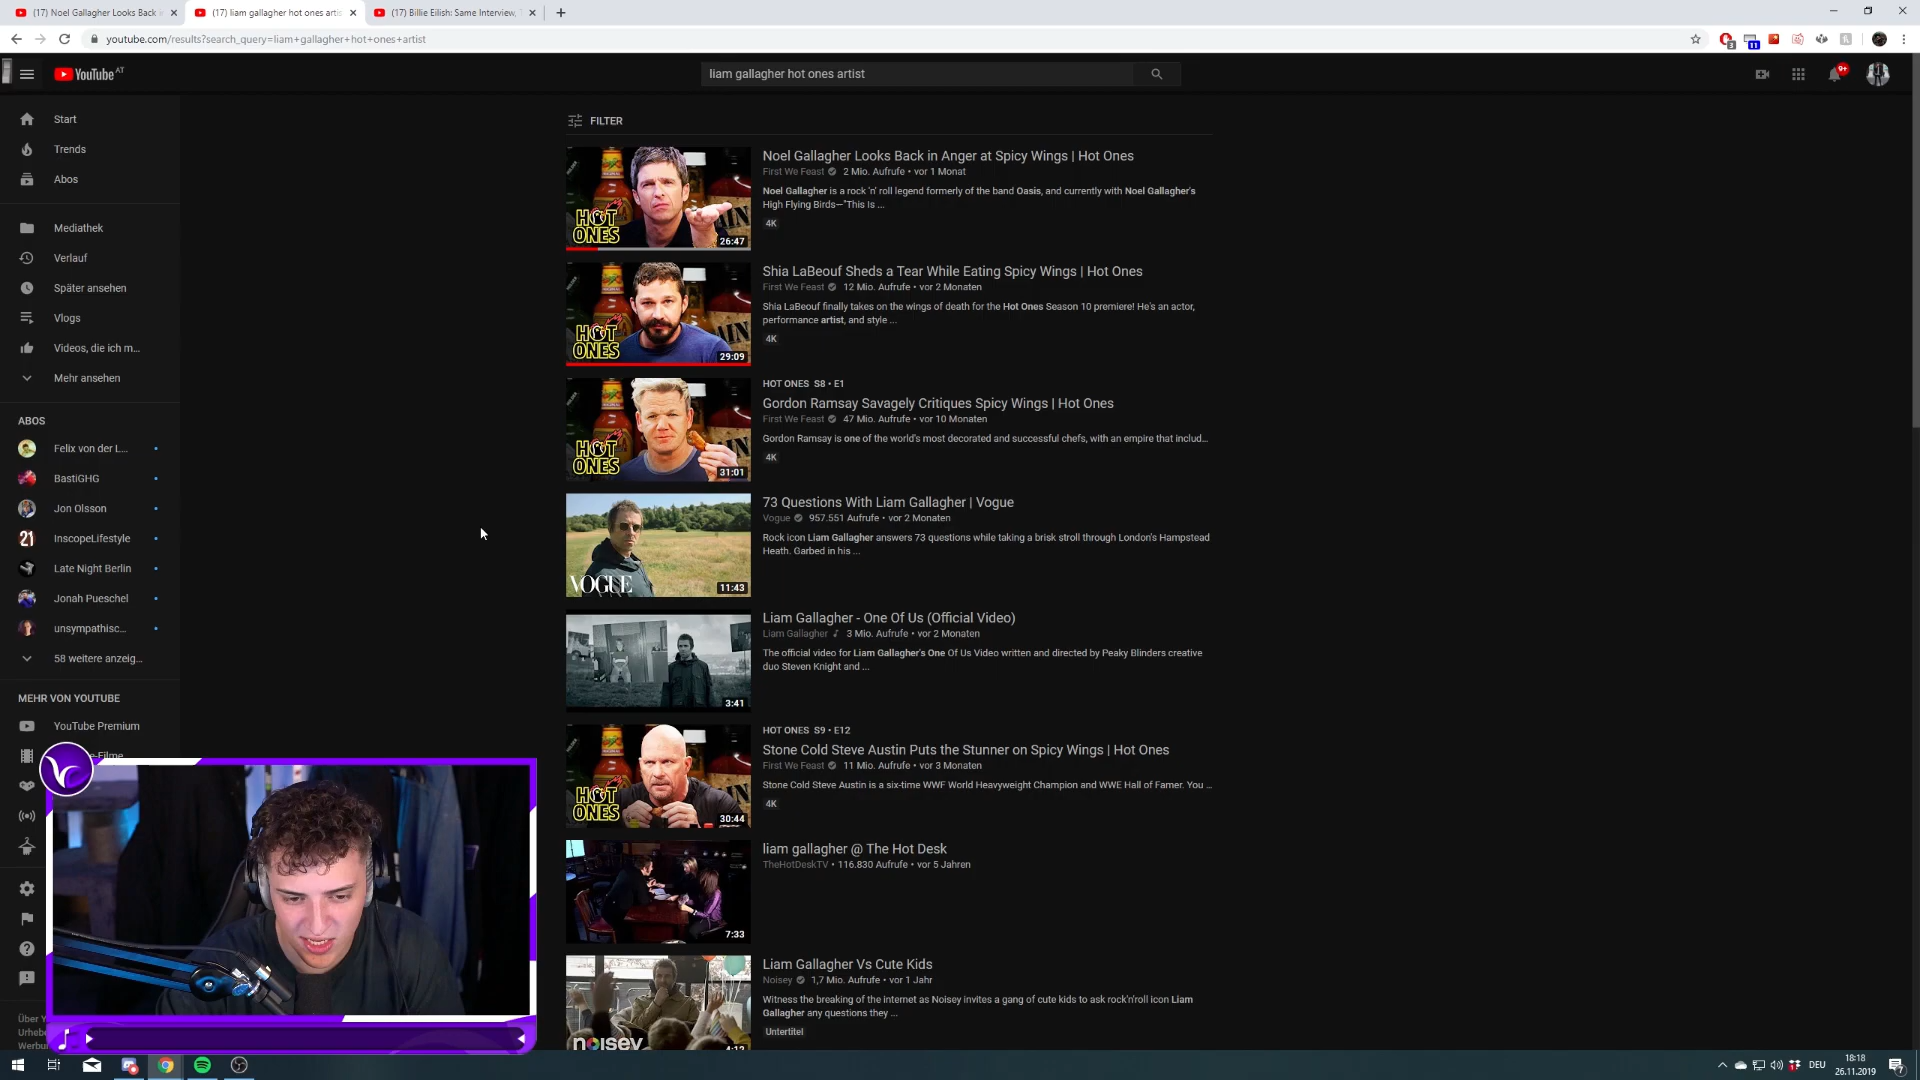 (17) Noel Gallagher Looks Back
(17) liam gallagher hot ones artis
(17) Billie Eilish: Same Interview,
youtube.com/results?search_query=liam+gallagher+hot+ones+artist
3
11
YouTube AT
liam gallagher hot ones artist
9+
Start
Trends
Abos
Mediathek
Verlauf
Später ansehen
Vlogs
Videos, die ich m...
Mehr ansehen
ABOS
Felix von der L...
BastiGHG
Jon Olsson
InscopeLifestyle
Late Night Berlin
Jonah Pueschel
unsympathisc...
58 weitere anzeig...
MEHR VON YOUTUBE
YouTube Premium
FILTER
HOT ONES
26:47
Noel Gallagher Looks Back in Anger at Spicy Wings | Hot Ones
First We Feast 2 Mio. Aufrufe • vor 1 Monat
Noel Gallagher is a rock 'n' roll legend formerly of the band Oasis, and currently with Noel Gallagher's
High Flying Birds—"This Is ...
4K
HOT ONES
29:09
Shia LaBeouf Sheds a Tear While Eating Spicy Wings | Hot Ones
First We Feast 12 Mio. Aufrufe • vor 2 Monaten
Shia LaBeouf finally takes on the wings of death for the Hot Ones Season 10 premiere! He's an actor,
performance artist, and style ...
4K
HOT ONES
31:01
HOT ONES S8 • E1
Gordon Ramsay Savagely Critiques Spicy Wings | Hot Ones
First We Feast 47 Mio. Aufrufe • vor 10 Monaten
Gordon Ramsay is one of the world's most decorated and successful chefs, with an empire that includ...
4K
VOGUE
11:43
73 Questions With Liam Gallagher | Vogue
Vogue 957.551 Aufrufe • vor 2 Monaten
Rock icon Liam Gallagher answers 73 questions while taking a brisk stroll through London's Hampstead
Heath. Garbed in his ...
3:41
Liam Gallagher - One Of Us (Official Video)
Liam Gallagher 3 Mio. Aufrufe • vor 2 Monaten
The official video for Liam Gallagher's One Of Us Video written and directed by Peaky Blinders creative
duo Steven Knight and ...
HOT ONES
30:44
HOT ONES S9 • E12
Stone Cold Steve Austin Puts the Stunner on Spicy Wings | Hot Ones
First We Feast 11 Mio. Aufrufe • vor 3 Monaten
Stone Cold Steve Austin is a six-time WWF World Heavyweight Champion and WWE Hall of Famer. You ...
4K
7:33
liam gallagher @ The Hot Desk
TheHotDeskTV • 116.830 Aufrufe • vor 5 Jahren
noisey
4:12
Liam Gallagher Vs Cute Kids
Noisey 1,7 Mio. Aufrufe • vor 1 Jahr
Witness the breaking of the internet as Noisey invites a gang of cute kids to ask rock'n'roll icon Liam
Gallagher any questions they ...
Untertitel
Über
Urhebe
Werbu
DEU
18:18
26.11.2019
7